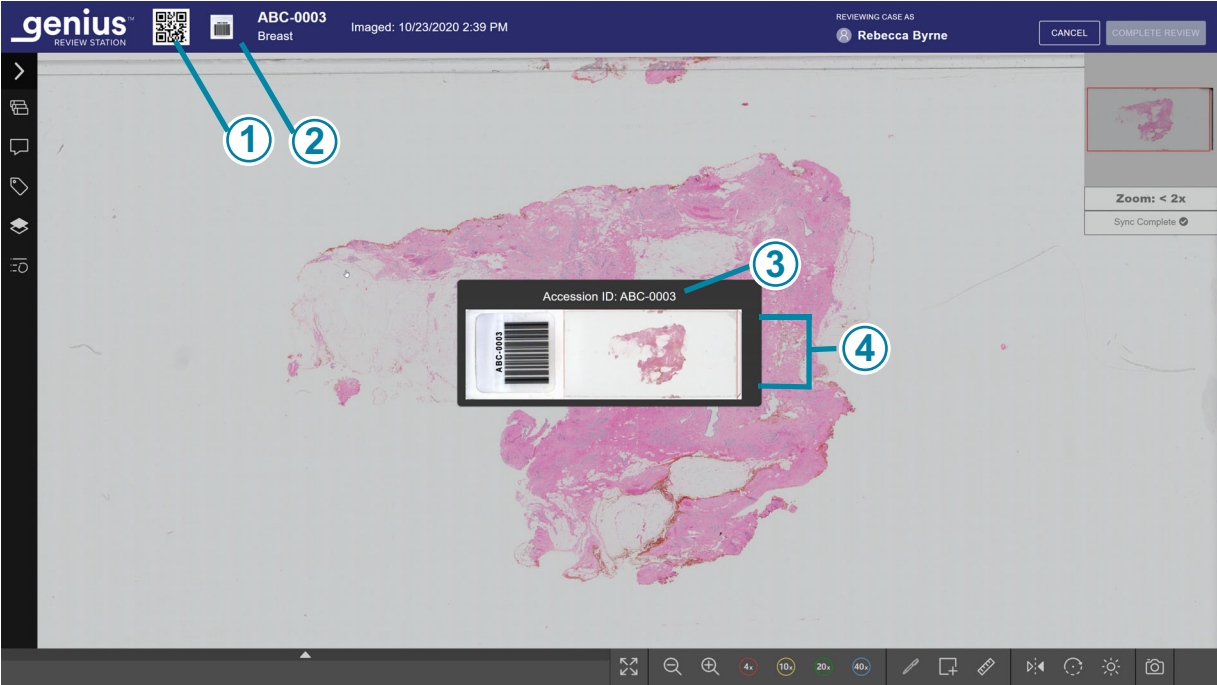 genius™
REVIEW STATION
ABC-0003
Breast
Imaged: 10/23/2020 2:39 PM
REVIEWING CASE AS
Rebecca Byrne
CANCEL
COMPLETE REVIEW
1
2
Zoom: < 2x
Sync Complete
3
Accession ID: ABC-0003
ABC-0003
4
4x
10x
20x
40x